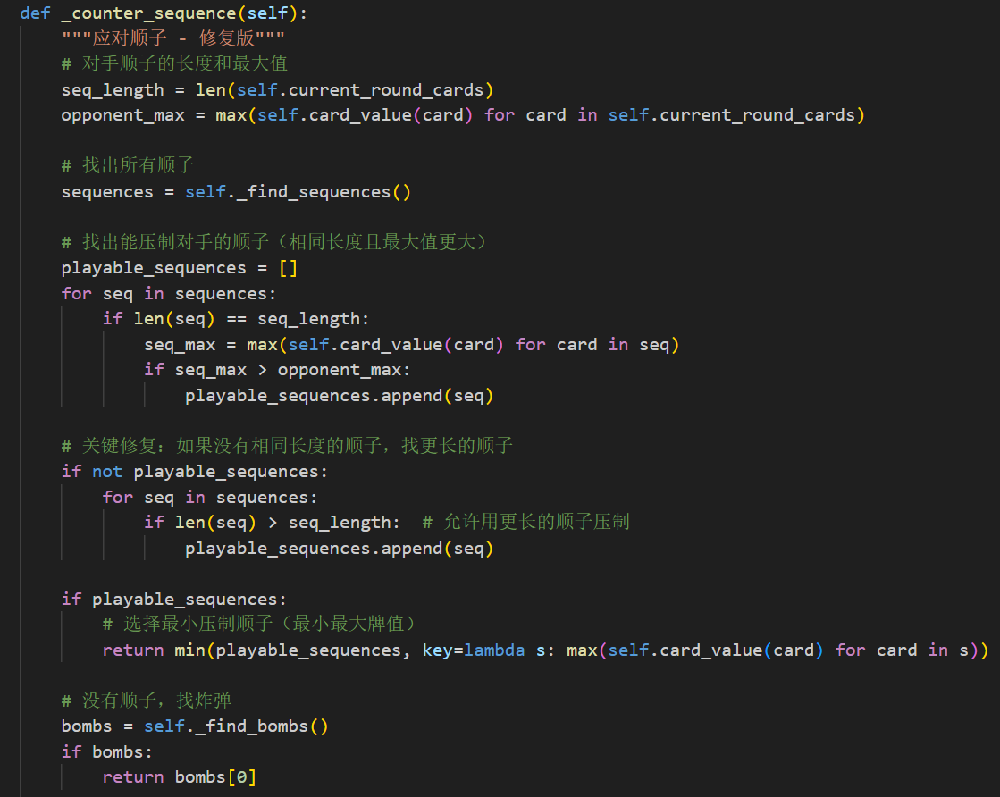 def _counter_sequence(self):
"""应对顺子 - 修复版"""
# 对手顺子的长度和最大值
seq_length = len(self.current_round_cards)
opponent_max = max(self.card_value(card) for card in self.current_round_cards)
# 找出所有顺子
sequences = self._find_sequences()
# 找出能压制对手的顺子（相同长度且最大值更大）
playable_sequences = []
for seq in sequences:
if len(seq) == seq_length:
seq_max = max(self.card_value(card) for card in seq)
if seq_max > opponent_max:
playable_sequences.append(seq)
# 关键修复：如果没有相同长度的顺子，找更长的顺子
if not playable_sequences:
for seq in sequences:
if len(seq) > seq_length:  # 允许用更长的顺子压制
playable_sequences.append(seq)
if playable_sequences:
# 选择最小压制顺子（最小最大牌值）
return min(playable_sequences, key=lambda s: max(self.card_value(card) for card in s))
# 没有顺子，找炸弹
bombs = self._find_bombs()
if bombs:
return bombs[0]